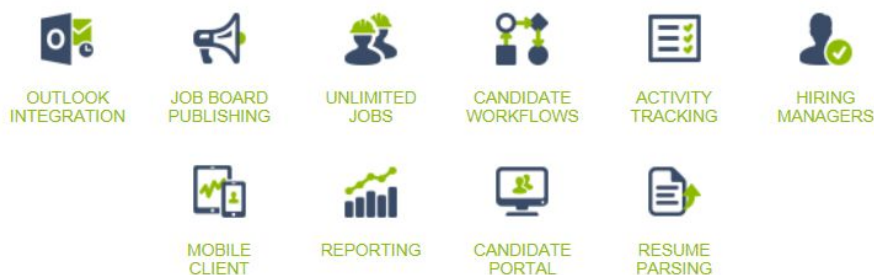 OUTLOOK
INTEGRATION
JOB BOARD
PUBLISHING
UNLIMITED
JOBS
CANDIDATE
WORKFLOWS
ACTIVITY
TRACKING
HIRING
MANAGERS
MOBILE
CLIENT
REPORTING
CANDIDATE
PORTAL
RESUME
PARSING